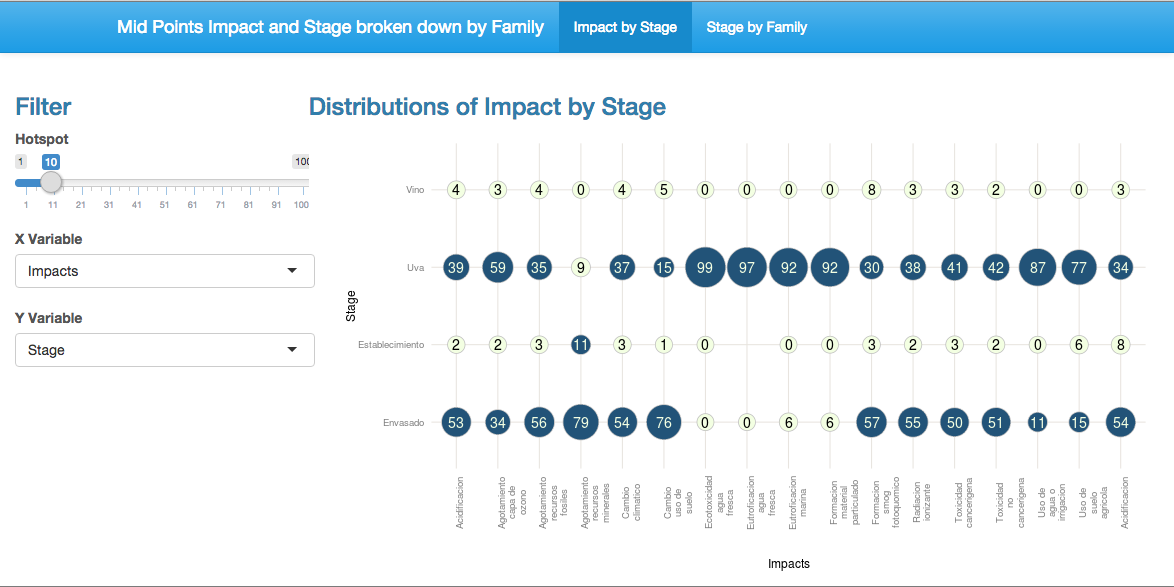 Mid Points Impact and Stage broken down by Family
Impact by Stage
Stage by Family
Filter
Hotspot
1
10
100
1 11 21 31 41 51 61 71 81 91 100
X Variable
Impacts
Y Variable
Stage
Distributions of Impact by Stage
Stage
Vino 4 3 4 0 4 5 0 0 0 0 8 3 3 2 0 0 3
Uva 39 59 35 9 37 15 99 97 92 92 30 38 41 42 87 77 34
Establecimiento 2 2 3 11 3 1 0 0 0 3 2 3 2 0 6 8
Envasado 53 34 56 79 54 76 0 0 6 6 57 55 50 51 11 15 54
Acidificacion
Agotamiento
capa de
ozono
Agotamiento
recursos
fosiles
Agotamiento
recursos
minerales
Cambio
climatico
Cambio
uso de
suelo
Ecotoxicidad
agua
fresca
Eutroficacion
agua
fresca
Eutroficacion
marina
Formacion
material
particulado
Formacion
smog
fotoquomico
Radiacion
ionizante
Toxicidad
cancerigena
Toxicidad
no
cancerigena
Uso de
agua o
irrigacion
Uso de
suelo
agricola
Acidificacion
Impacts